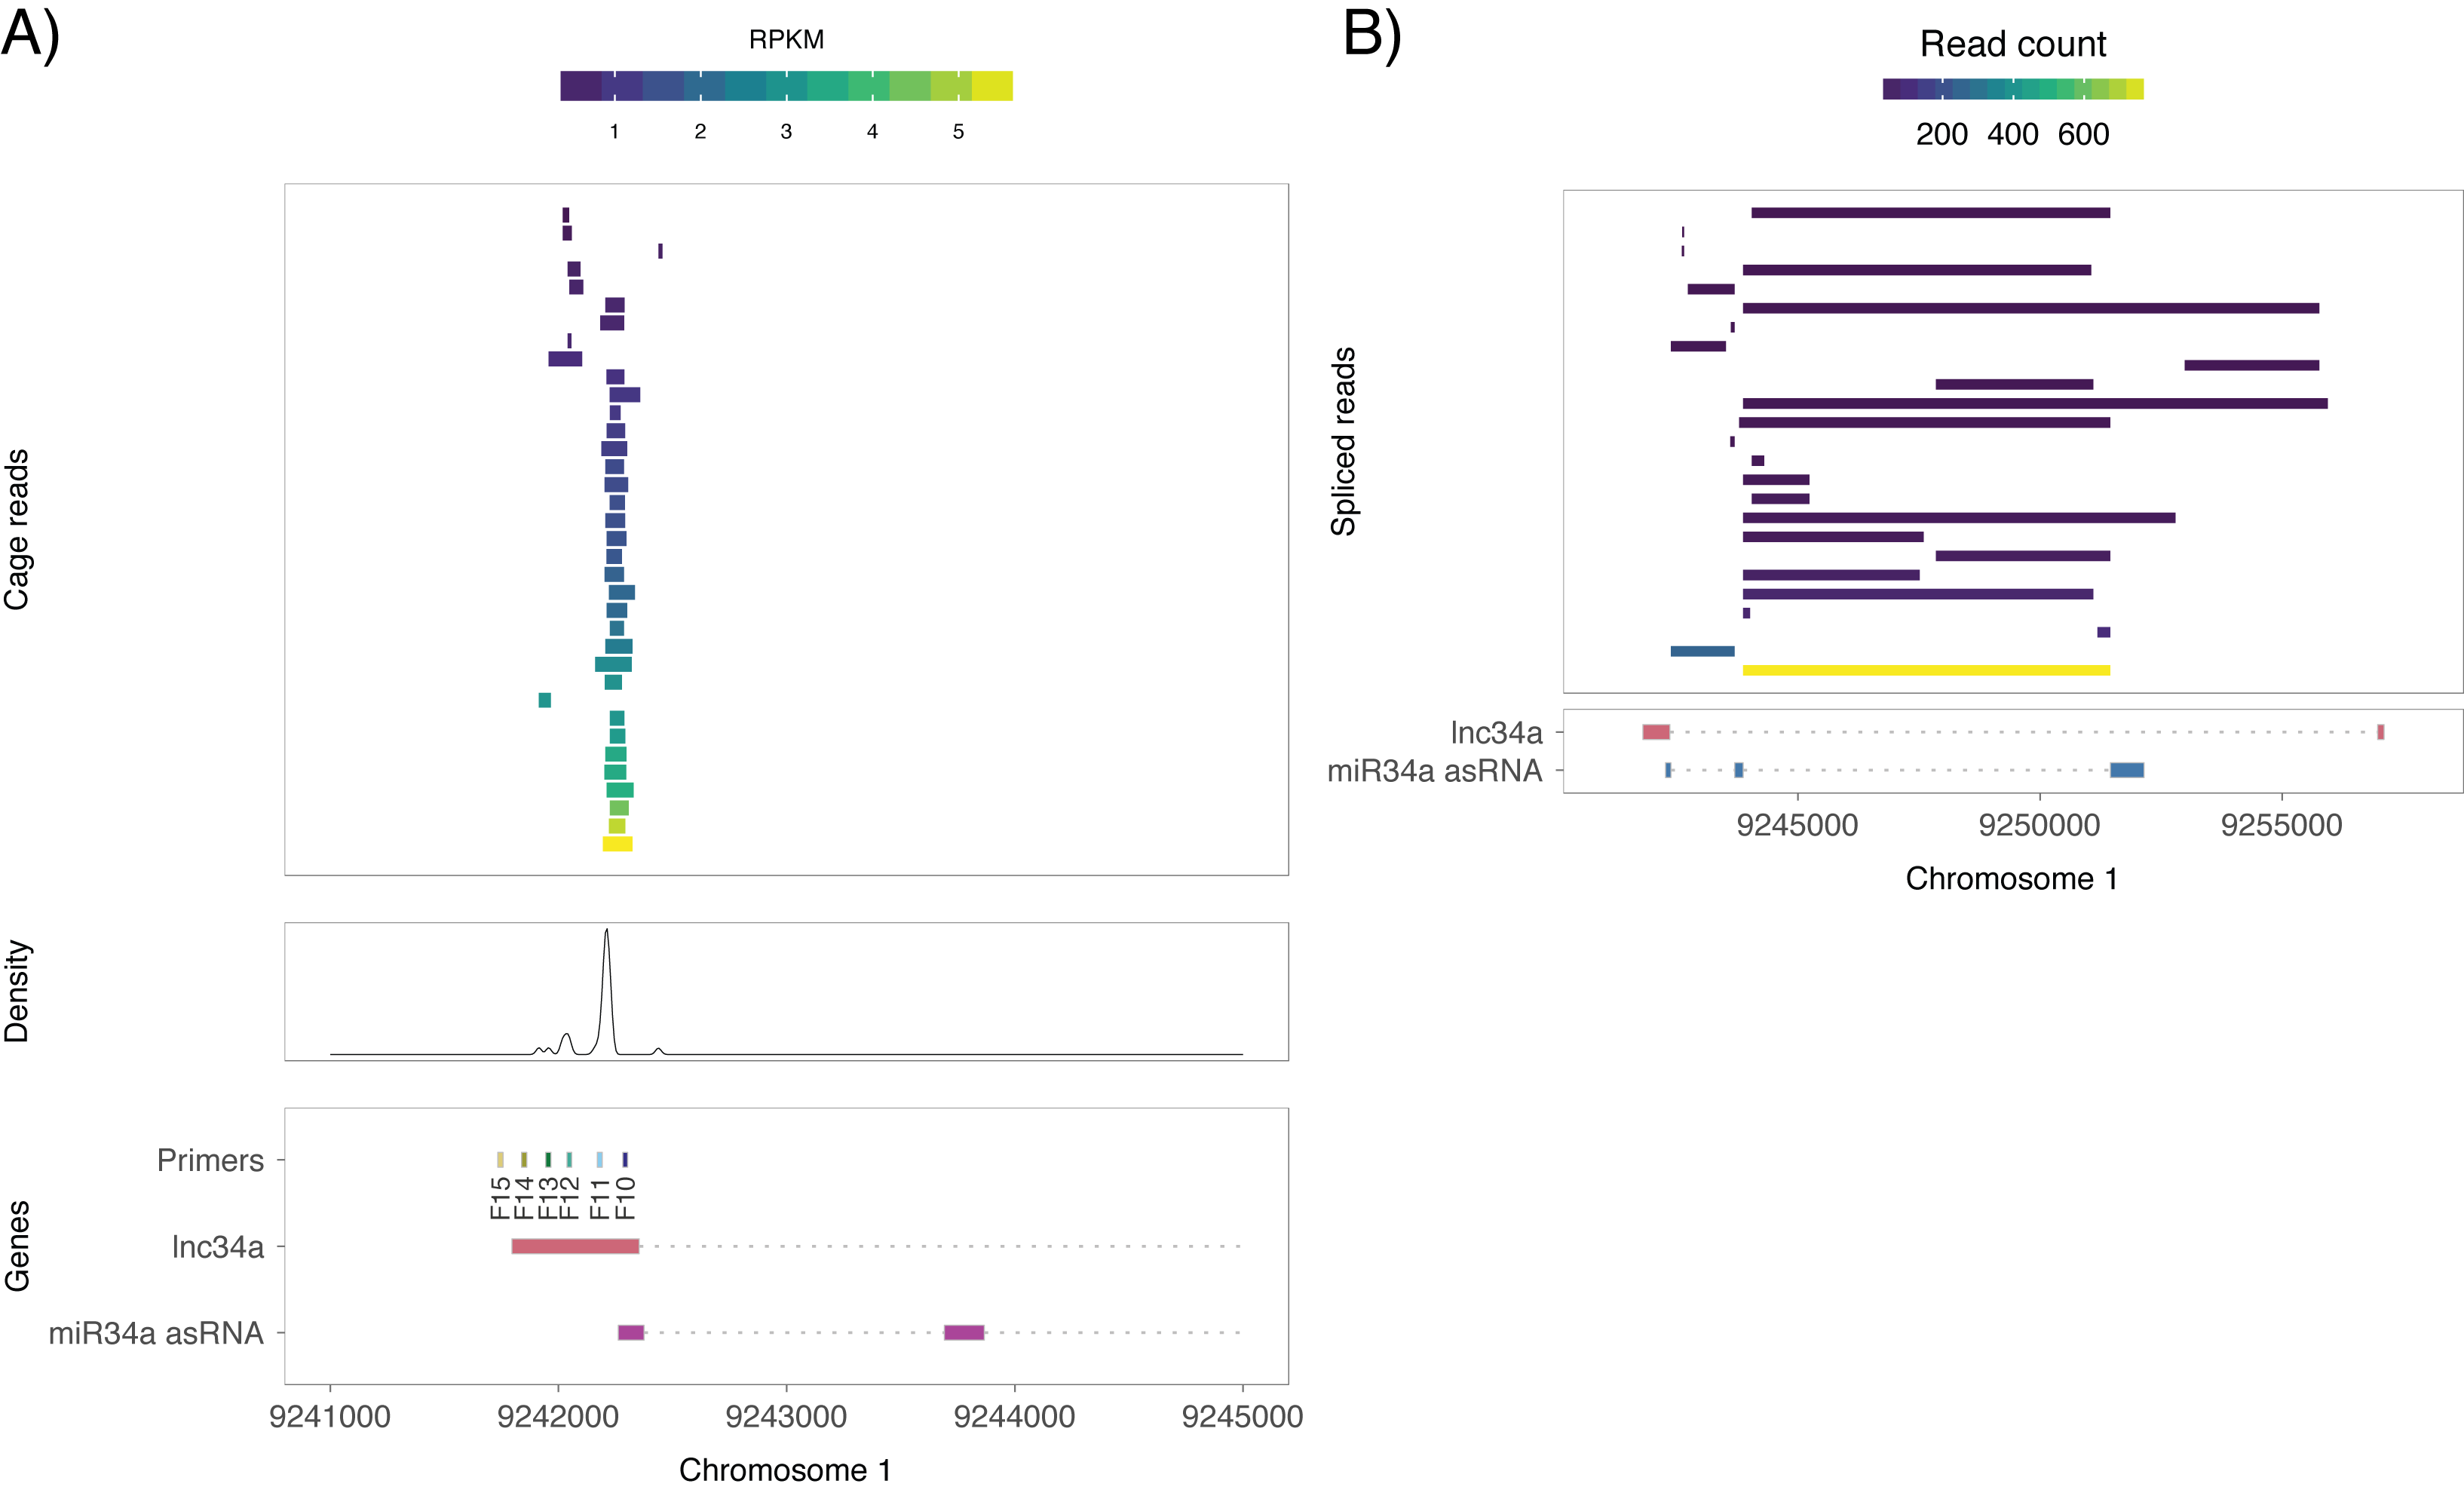 A)
RPKM
1 2 3 4 5
Cage reads
Density
Genes
Primers
F15 F14 F13 F12 F11 F10
lnc34a
miR34a asRNA
9241000 9242000 9243000 9244000 9245000
Chromosome 1
B)
Read count
200 400 600
Spliced reads
lnc34a
miR34a asRNA
9245000 9250000 9255000
Chromosome 1